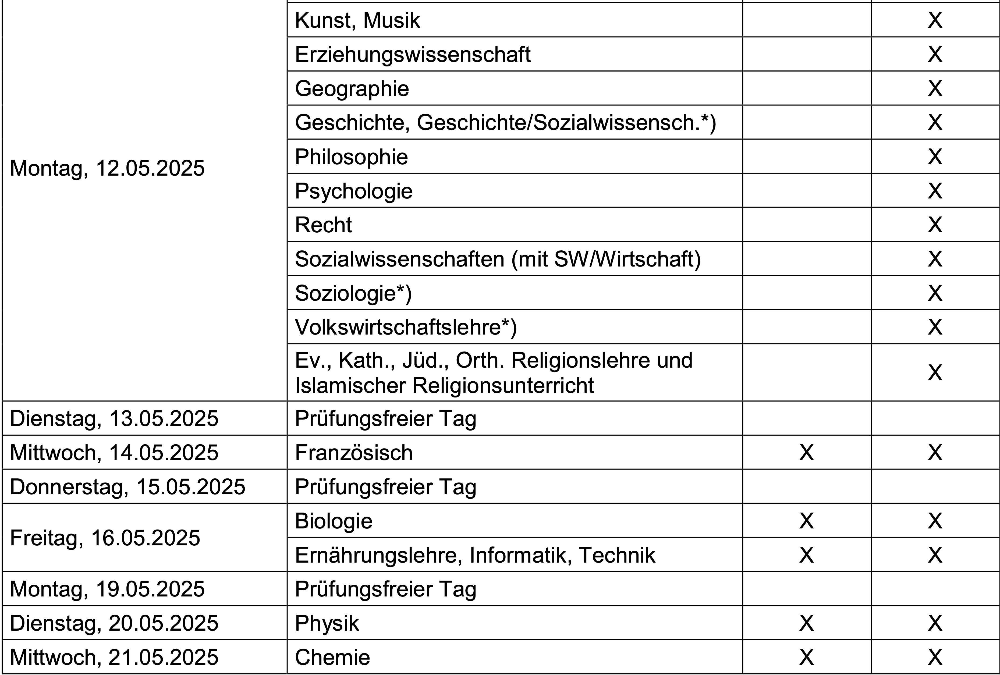 Kunst, Musik X
Erziehungswissenschaft X
Geographie X
Geschichte, Geschichte/Sozialwissensch.*) X
Montag, 12.05.2025
Philosophie X
Psychologie X
Recht X
Sozialwissenschaften (mit SW/Wirtschaft) X
Soziologie*) X
Volkswirtschaftslehre*) X
Ev., Kath., Jüd., Orth. Religionslehre und
Islamischer Religionsunterricht X
Dienstag, 13.05.2025 Prüfungsfreier Tag
Mittwoch, 14.05.2025 Französisch X X
Donnerstag, 15.05.2025 Prüfungsfreier Tag
Freitag, 16.05.2025
Biologie X X
Ernährungslehre, Informatik, Technik X X
Montag, 19.05.2025 Prüfungsfreier Tag
Dienstag, 20.05.2025 Physik X X
Mittwoch, 21.05.2025 Chemie X X